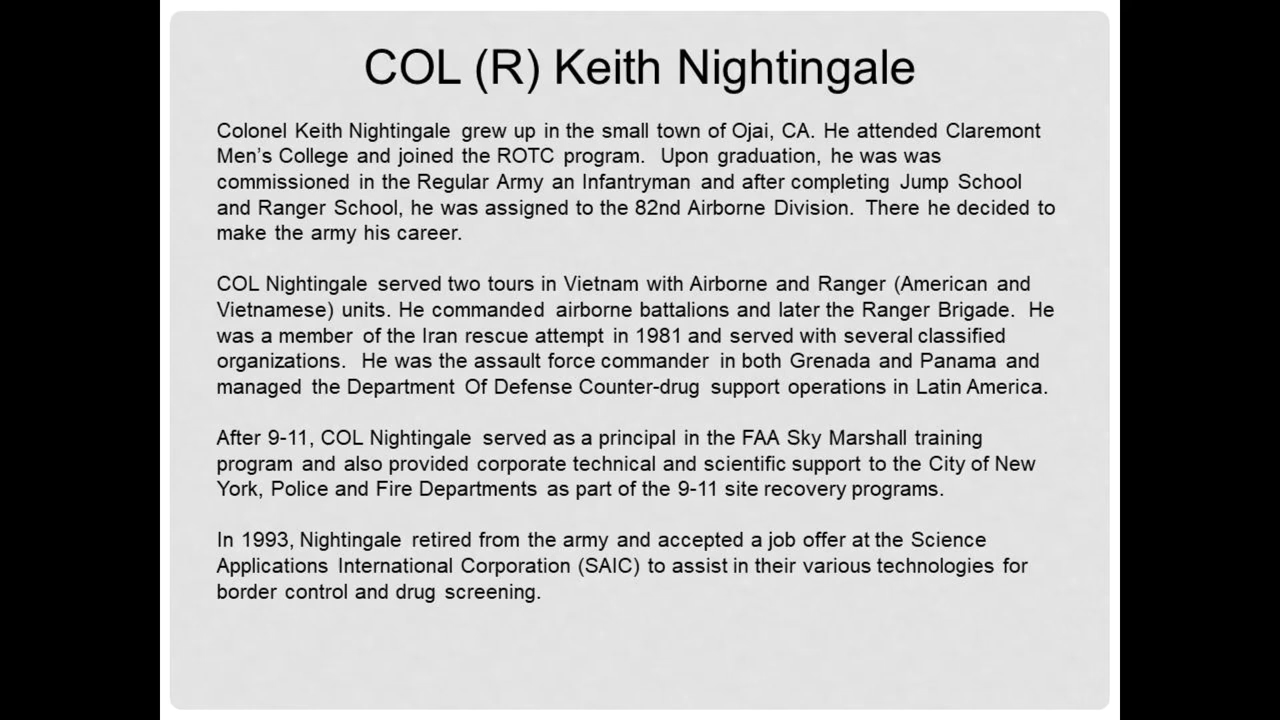 COL (R) Keith Nightingale
Colonel Keith Nightingale grew up in the small town of Ojai, CA. He attended Claremont
Men's College and joined the ROTC program. Upon graduation, he was was
commissioned in the Regular Army an Infantryman and after completing Jump School
and Ranger School, he was assigned to the 82nd Airborne Division. There he decided to
make the army his career.
COL Nightingale served two tours in Vietnam with Airborne and Ranger (American and
Vietnamese) units. He commanded airborne battalions and later the Ranger Brigade. He
was a member of the Iran rescue attempt in 1981 and served with several classified
organizations. He was the assault force commander in both Grenada and Panama and
managed the Department Of Defense Counter-drug support operations in Latin America.
After 9-11, COL Nightingale served as a principal in the FAA Sky Marshall training
program and also provided corporate technical and scientific support to the City of New
York, Police and Fire Departments as part of the 9-11 site recovery programs.
In 1993, Nightingale retired from the army and accepted a job offer at the Science
Applications International Corporation (SAIC) to assist in their various technologies for
border control and drug screening.